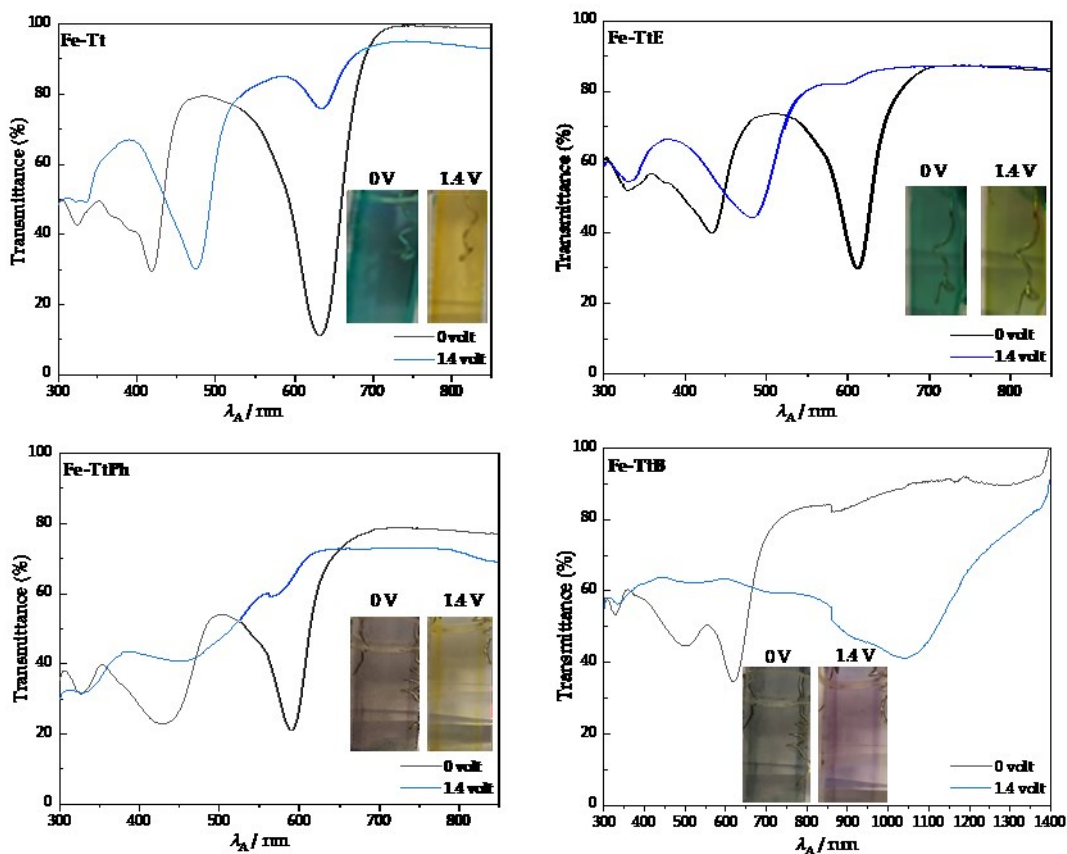 Fe-Tt
Transmittance (%)
100
80
60
40
20
0
0 V 1.4 V
0 volt
1.4 volt
300 400 500 600 700 800
λA / nm
Fe-TtE
Transmittance (%)
100
80
60
40
20
0
0 V 1.4 V
0 volt
1.4 volt
300 400 500 600 700 800
λA / nm
Fe-TtPh
Transmittance (%)
100
80
60
40
20
0
0 V 1.4 V
0 volt
1.4 volt
300 400 500 600 700 800
λA / nm
Fe-TtB
Transmittance (%)
100
80
60
40
20
0
0 V 1.4 V
0 volt
1.4 volt
300 400 500 600 700 800 900 1000 1100 1200 1300 1400
λA / nm